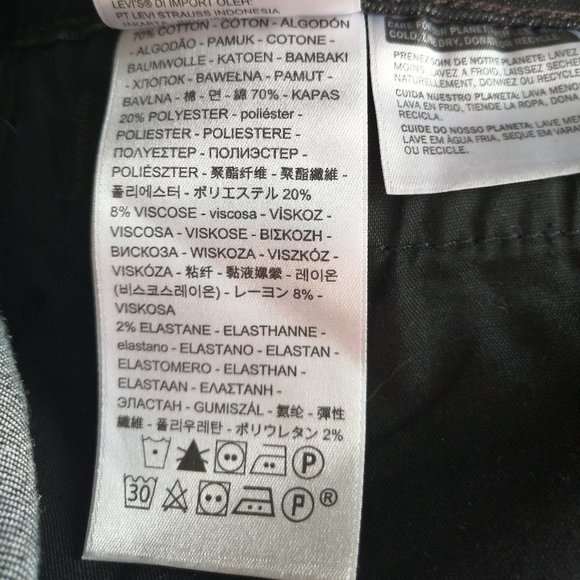 LEVI'S® DI IMPORT OLEH:
PT LEVI STRAUSS INDONESIA
70% COTTON - COTON - ALGODÓN
- ALGODÃO - PAMUK - COTONE -
BAUMWOLLE - KATOEN - BAMBAKI
- ХЛОПОК - BAWEŁNA - PAMUT -
BAVLNA - 棉 - 면 - 綿 70% - KAPAS
20% POLYESTER - poliéster -
POLIESTER - POLIESTERE -
ΠΟΛΥΕΣΤΕΡ - ПОЛИЭСТЕР -
POLIÉSZTER - 聚酯纤维 - 聚酯纖維 -
폴리에스터 - ポリエステル 20%
8% VISCOSE - viscosa - VİSKOZ -
VISCOSA - VISKOSE - ΒΙΣΚΟΖΗ -
ВИСКОЗА - WISKOZA - VISZKÓZ -
VISKÓZA - 粘纤 - 黏液嫘縈 - 레이온
(비스코스레이온) - レーヨン 8% -
VISKOSA
2% ELASTANE - ELASTHANNE -
elastano - ELASTANO - ELASTAN -
ELASTOMERO - ELASTHAN -
ELASTAAN - ΕΛΑΣΤΑΝΗ -
ЭЛАСТАН - GUMISZÁL - 氨纶 - 彈性
纖維 - 폴리우레탄 - ポリウレタン 2%
P
30 P ®
CARE FOR OUR PLANET:
COLD, LINE DRY, DONATE
PRENEZ SOIN DE NOTRE PLANETE: LAVEZ
MOINS, LAVEZ A FROID, LAISSEZ SÉCHER
NATURELLEMENT, DONNEZ OU RECYCLEZ
CUIDA NUESTRO PLANETA: LAVA MENOS
LAVA EN FRIO, TIENDE LA ROPA, DONA
RECICLA.
CUIDE DO NOSSO PLANETA: LAVE MEN
LAVE EM ÁGUA FRIA, SEQUE EM VARA
OU RECICLE.